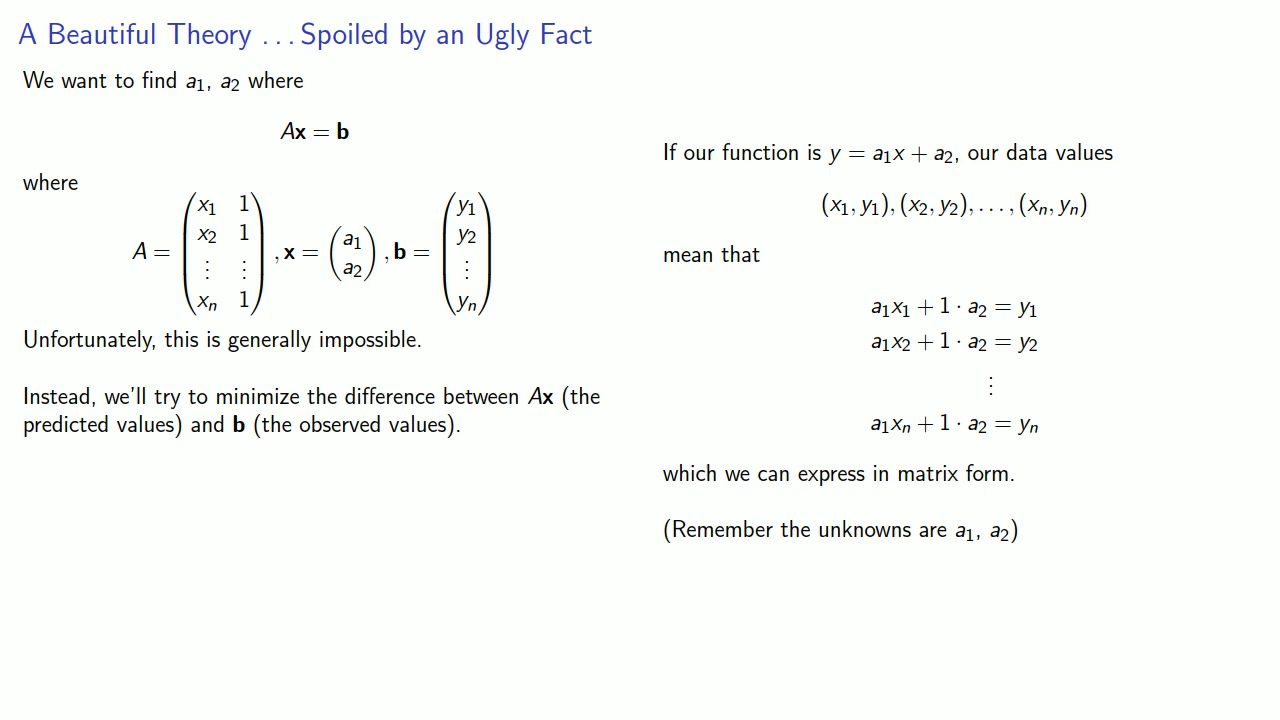 A Beautiful Theory ... Spoiled by an Ugly Fact
We want to find a₁, a₂ where
Ax = b
where
A = (x₁ 1; x₂ 1; ⋮ ⋮; xₙ 1), x = (a₁; a₂), b = (y₁; y₂; ⋮; yₙ)
Unfortunately, this is generally impossible.
Instead, we'll try to minimize the difference between Ax (the
predicted values) and b (the observed values).
If our function is y = a₁x + a₂, our data values
(x₁, y₁), (x₂, y₂), ..., (xₙ, yₙ)
mean that
a₁x₁ + 1 · a₂ = y₁
a₁x₂ + 1 · a₂ = y₂
⋮
a₁xₙ + 1 · a₂ = yₙ
which we can express in matrix form.
(Remember the unknowns are a₁, a₂)